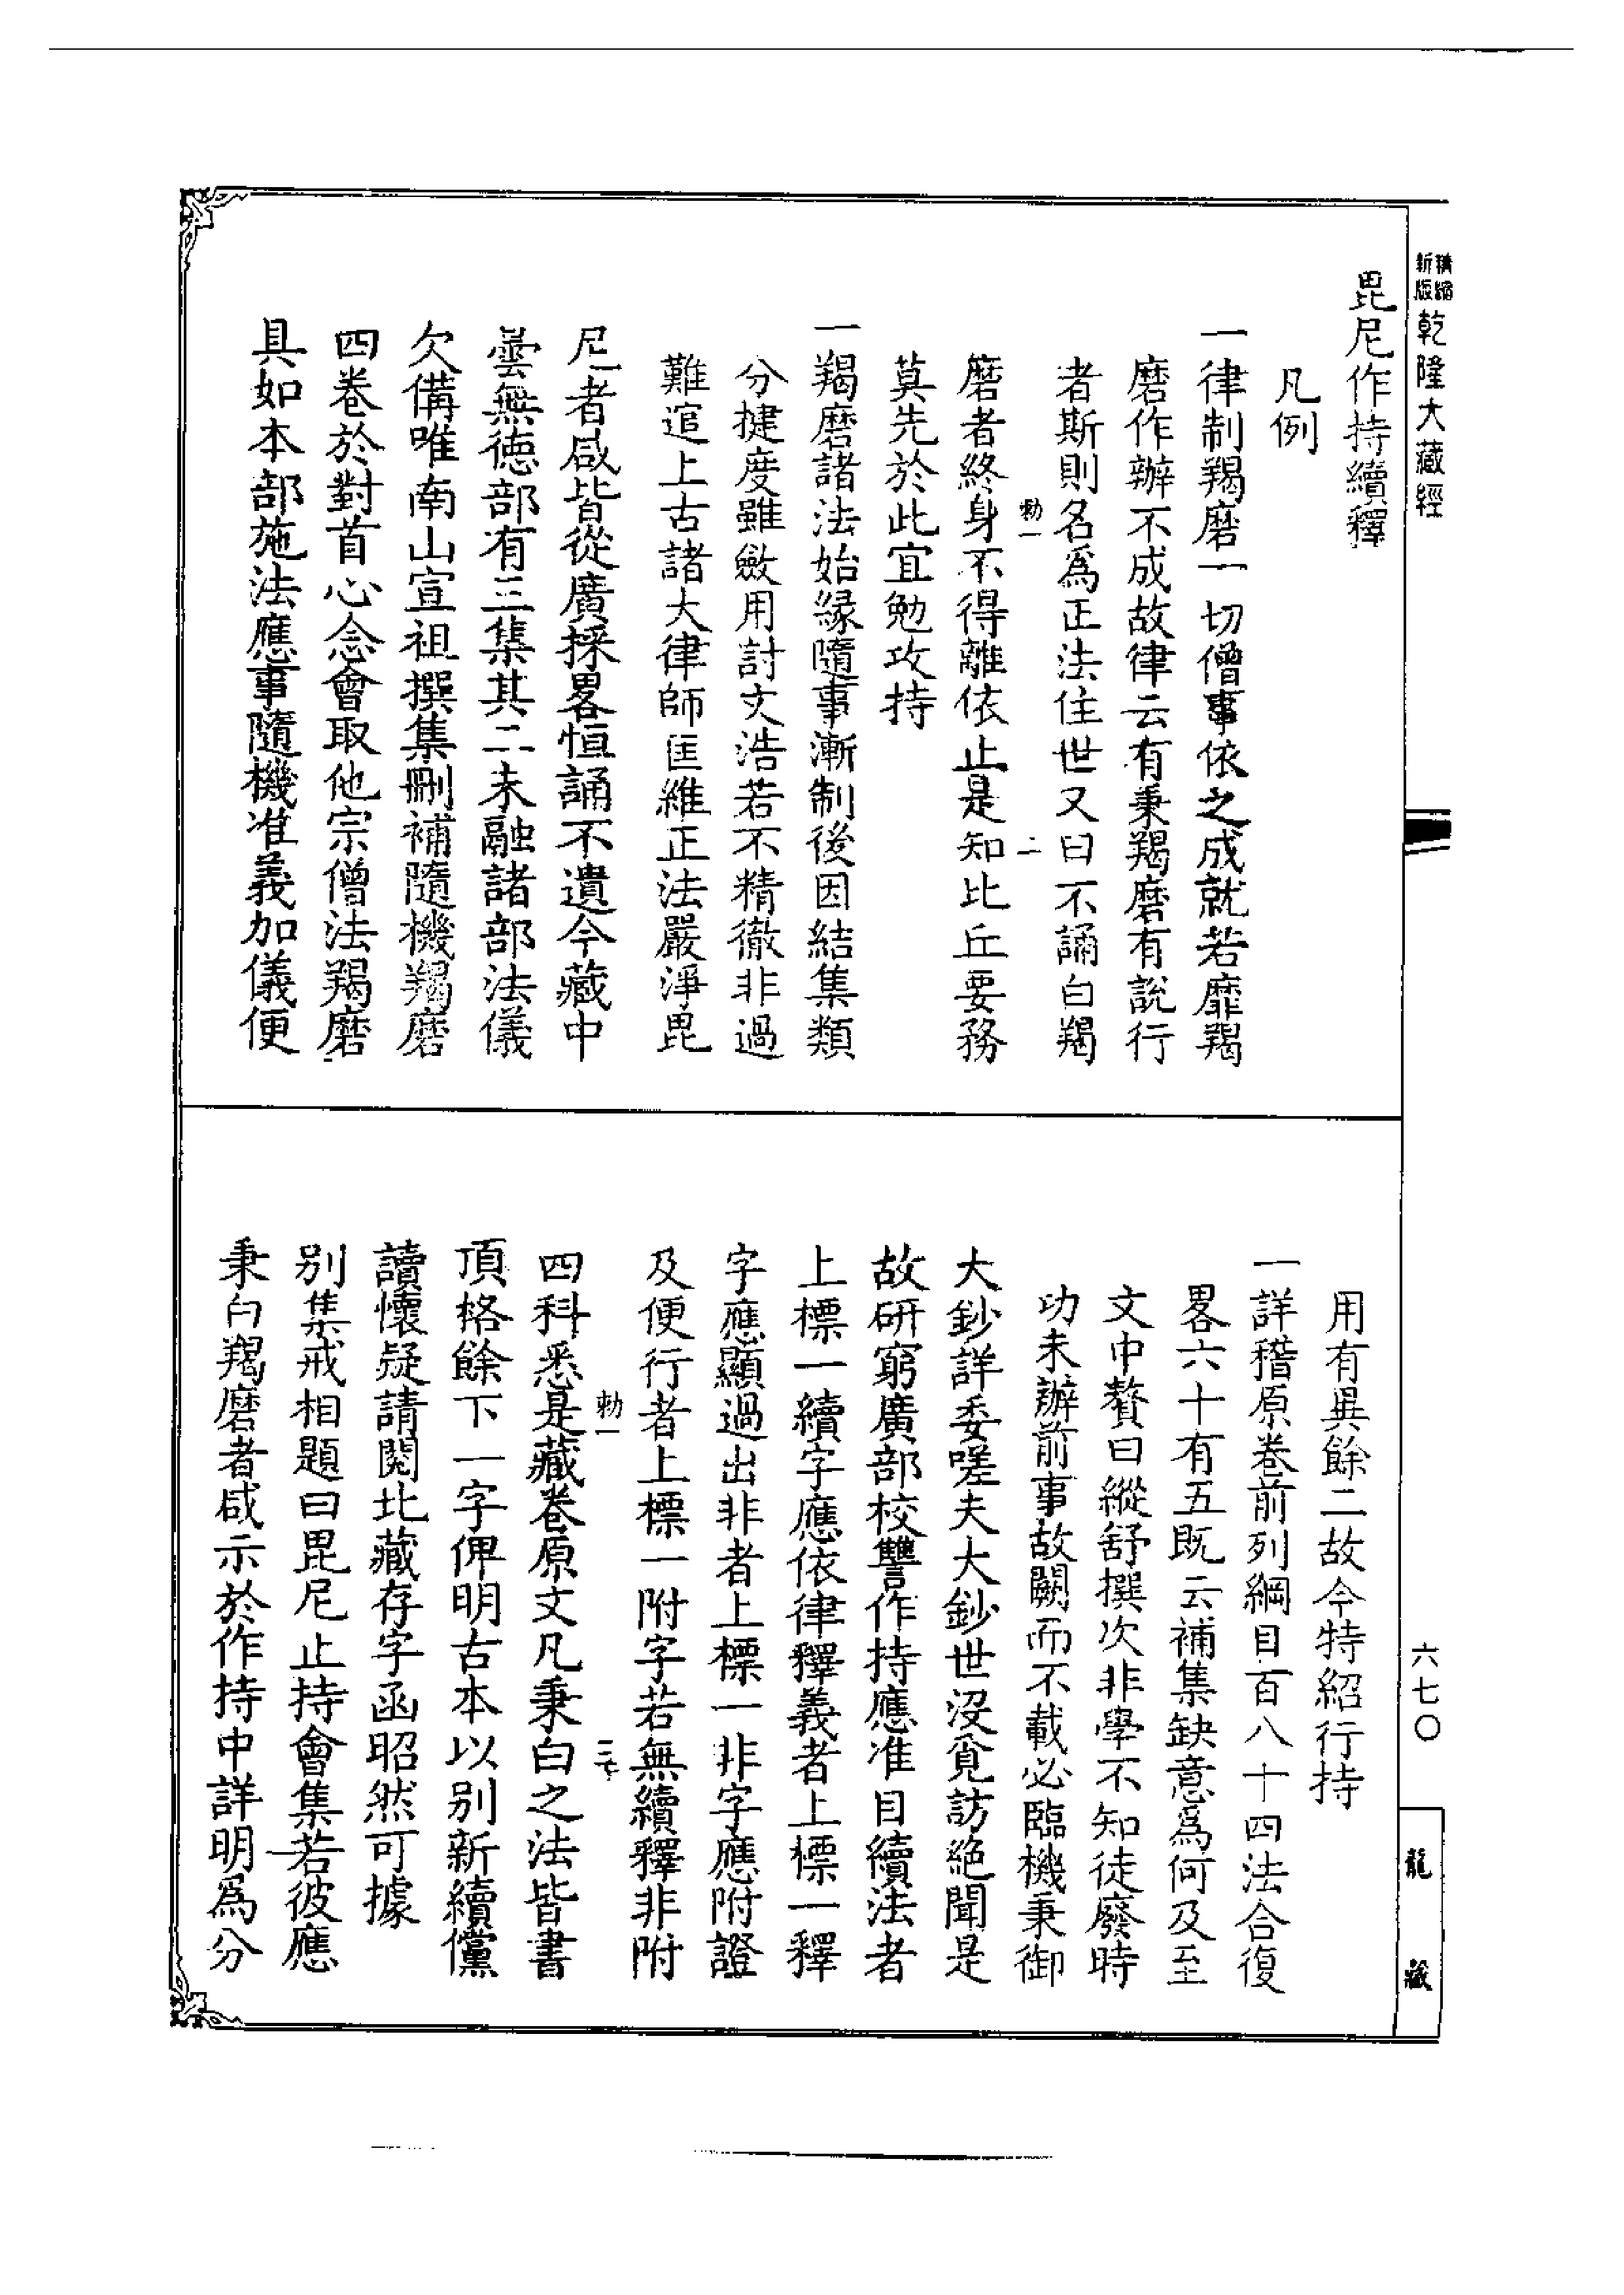 精縮
新版
乾隆大藏經
毘尼作持續釋
凡例
一律制羯磨一切僧事依之成就若靡羯
磨作辦不成故律云有秉羯磨有說行
者斯則名爲正法住世又曰不誦白羯
勅一
二
磨者終身不得離依止是知比丘要務
莫先於此宜勉攻持
一羯磨諸法始緣隨事漸制後因結集類
分揵度雖斂用討文浩若不精徹非過
難逭上古諸大律師匡維正法嚴淨毘
尼者咸皆從廣採畧恒誦不遺今藏中
曇無德部有三集其二未融諸部法儀
欠備唯南山宣祖撰集刪補隨機羯磨
四卷於對首心念會取他宗僧法羯磨
具如本部施法應事隨機准義加儀便
用有異餘二故今特紹行持
一詳稽原卷前列綱目百八十四法合復
畧六十有五既云補集缺意爲何及至
文中贅曰縱舒撰次非學不知徒廢時
功未辦前事故闕而不載必臨機秉御
大鈔詳委嗟夫大鈔世沒覓訪絕聞是
故研窮廣部校讐作持應准目續法者
上標一續字應依律釋義者上標一釋
字應顯過出非者上標一非字應附證
及便行者上標一附字若無續釋非附
勅一
四科悉是藏卷原文凡秉白之法皆書
頂格餘下一字俾明古本以別新續儻
讀懷疑請閱北藏存字函昭然可據
一別集戒相題曰毘尼止持會集若彼應
秉白羯磨者咸示於作持中詳明爲分
六七〇
龍藏